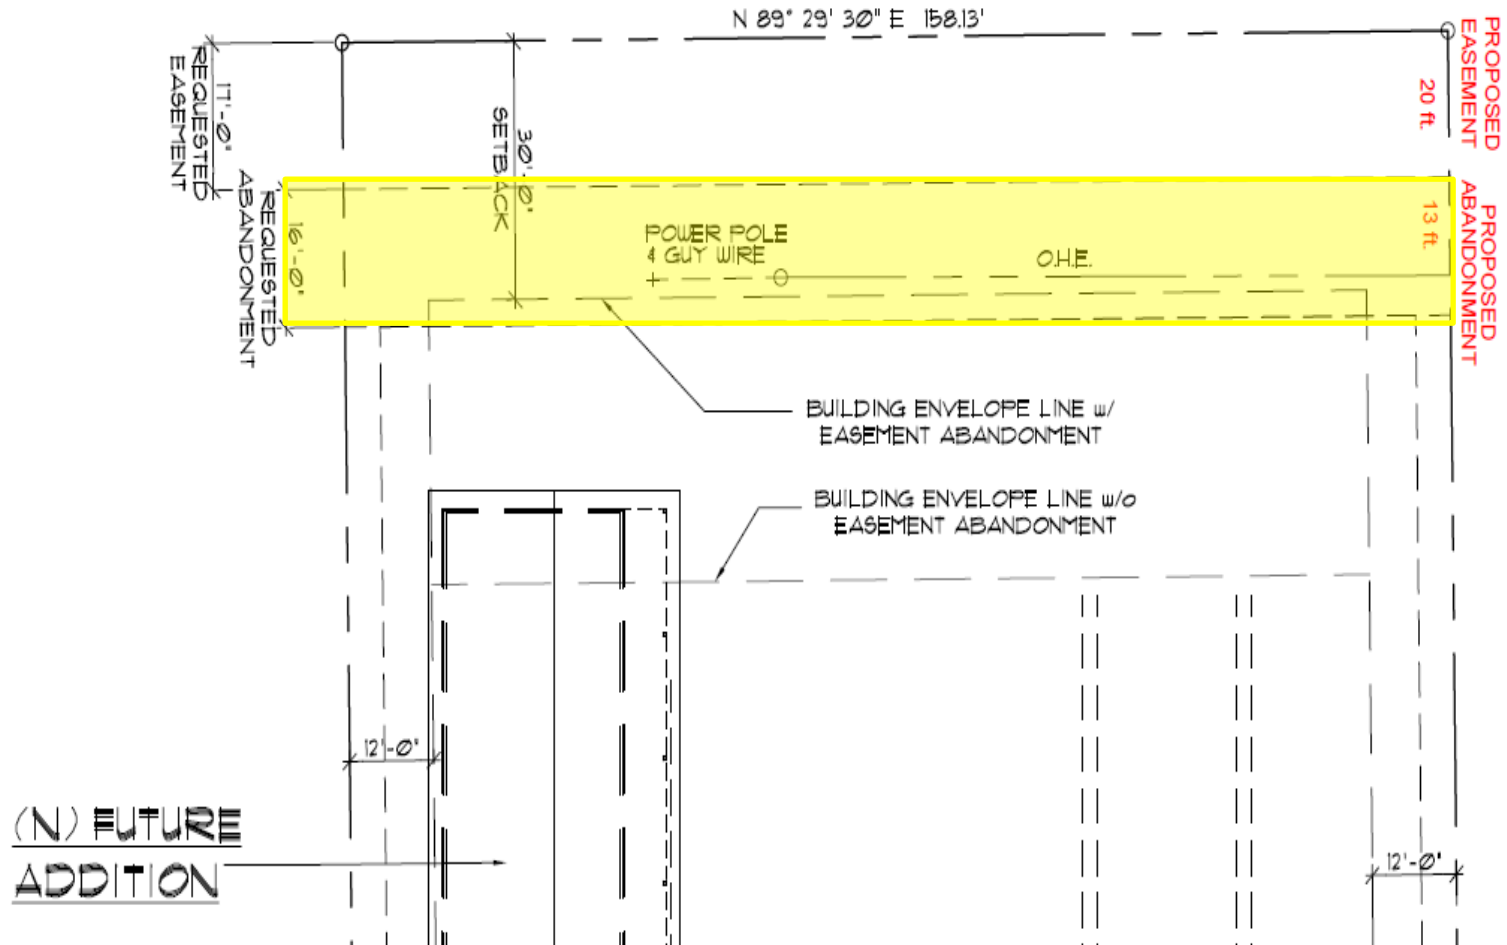 N 89° 29' 30" E 158.13'
PROPOSED
EASEMENT
20 ft.
17'-0"
REQUESTED
EASEMENT
30'-0"
SETBACK
REQUESTED
ABANDONMENT
16'-0"
POWER POLE
& GUY WIRE
O.H.E.
13 ft.
PROPOSED
ABANDONMENT
BUILDING ENVELOPE LINE w/
EASEMENT ABANDONMENT
BUILDING ENVELOPE LINE w/o
EASEMENT ABANDONMENT
12'-0"
(N) FUTURE
ADDITION
12'-0"